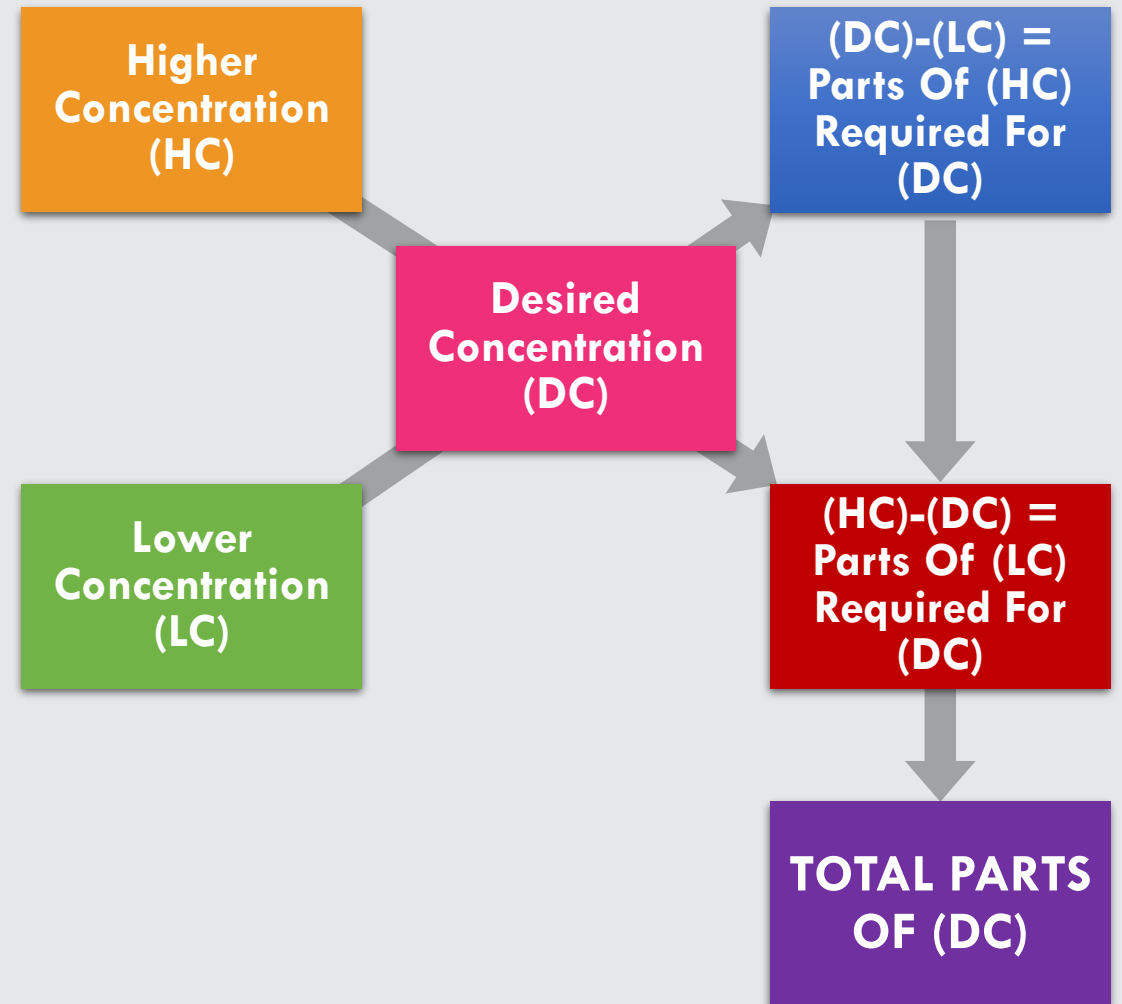 Higher
Concentration
(HC)
(DC)-(LC) =
Parts Of (HC)
Required For
(DC)
Desired
Concentration
(DC)
Lower
Concentration
(LC)
(HC)-(DC) =
Parts Of (LC)
Required For
(DC)
TOTAL PARTS
OF (DC)